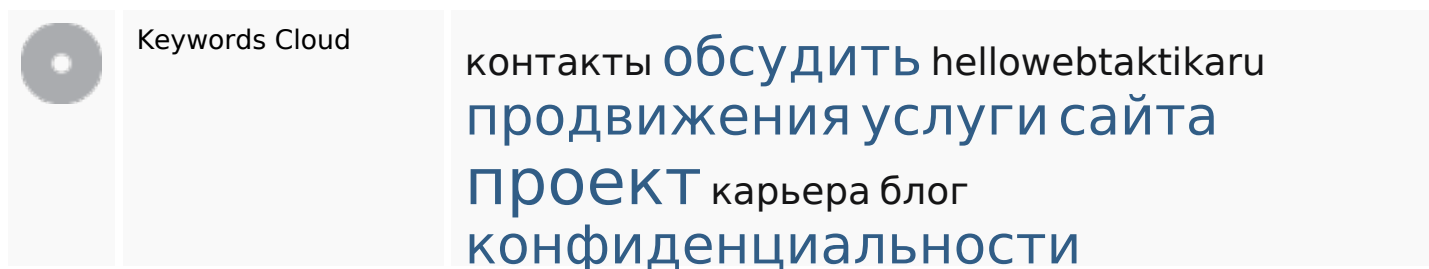 Keywords Cloud
контакты обсудить hellowebtaktikaru
продвижения услуги сайта
проект карьера блог
конфиденциальности